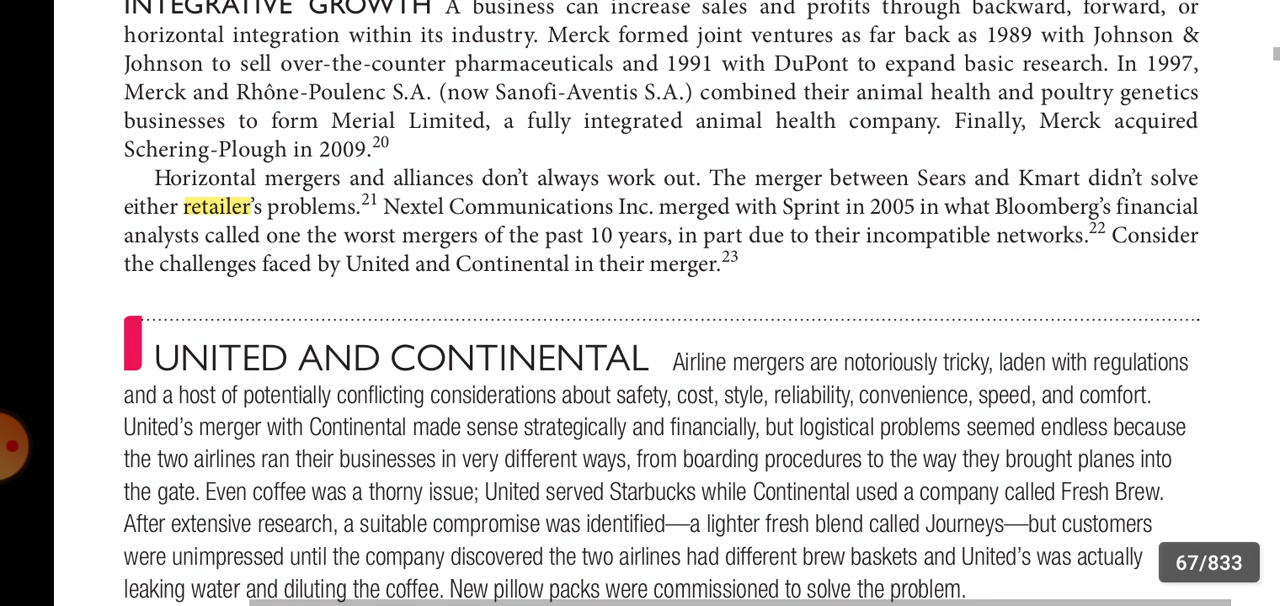 INTEGRATIVE GROWTH A business can increase sales and profits through backward, forward, or
horizontal integration within its industry. Merck formed joint ventures as far back as 1989 with Johnson &
Johnson to sell over-the-counter pharmaceuticals and 1991 with DuPont to expand basic research. In 1997,
Merck and Rhône-Poulenc S.A. (now Sanofi-Aventis S.A.) combined their animal health and poultry genetics
businesses to form Merial Limited, a fully integrated animal health company. Finally, Merck acquired
Schering-Plough in 2009.20
Horizontal mergers and alliances don’t always work out. The merger between Sears and Kmart didn’t solve
either retailer’s problems.21 Nextel Communications Inc. merged with Sprint in 2005 in what Bloomberg’s financial
analysts called one the worst mergers of the past 10 years, in part due to their incompatible networks.22 Consider
the challenges faced by United and Continental in their merger.23
UNITED AND CONTINENTAL Airline mergers are notoriously tricky, laden with regulations
and a host of potentially conflicting considerations about safety, cost, style, reliability, convenience, speed, and comfort.
United’s merger with Continental made sense strategically and financially, but logistical problems seemed endless because
the two airlines ran their businesses in very different ways, from boarding procedures to the way they brought planes into
the gate. Even coffee was a thorny issue; United served Starbucks while Continental used a company called Fresh Brew.
After extensive research, a suitable compromise was identified—a lighter fresh blend called Journeys—but customers
were unimpressed until the company discovered the two airlines had different brew baskets and United’s was actually
67/833
leaking water and diluting the coffee. New pillow packs were commissioned to solve the problem.